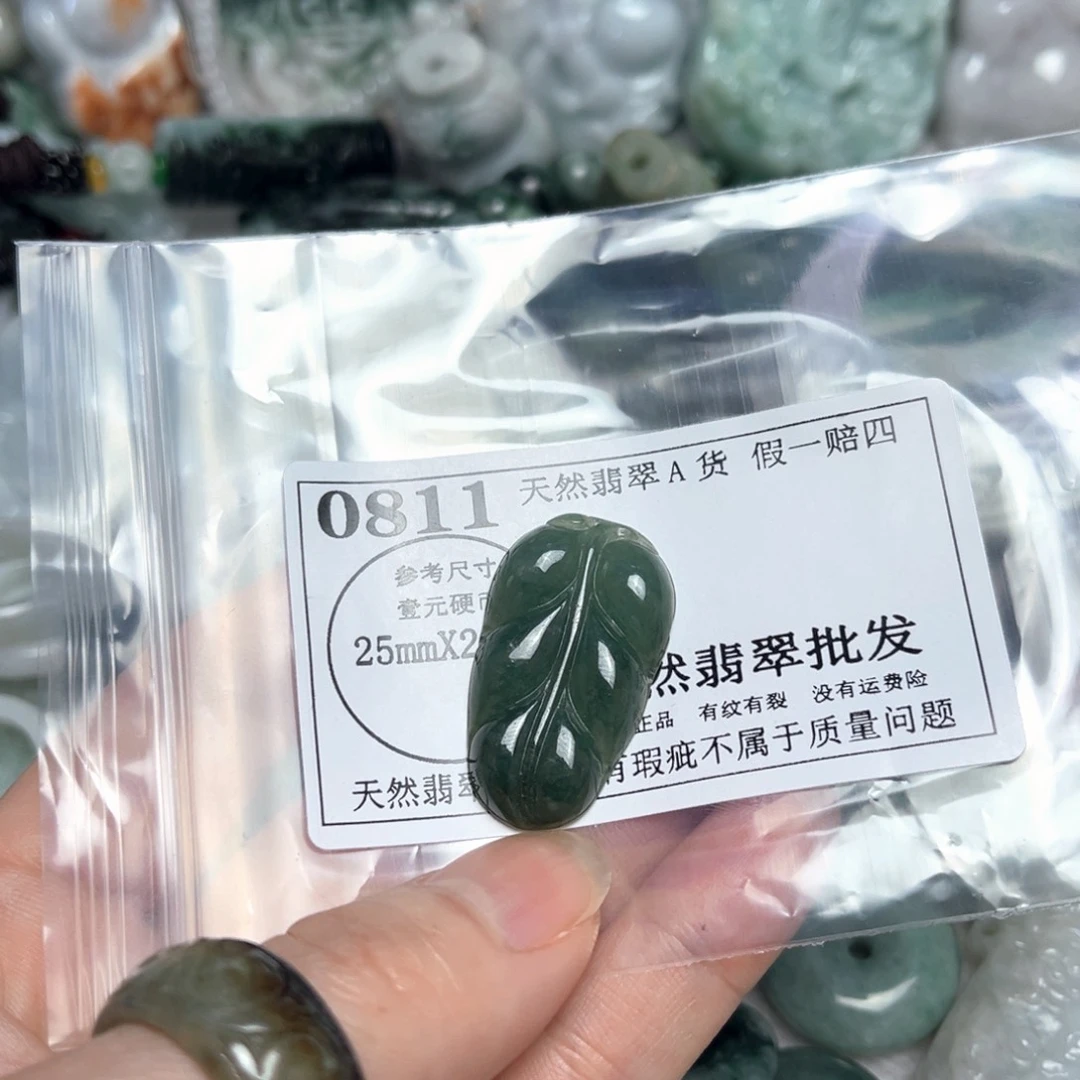 0811 天然翡翠A货 假一赔四
参考尺寸
壹元硬
25mmX2
然翡翠批发
正品 有纹有裂 没有运费险
天然翡翠 有瑕疵不属于质量问题